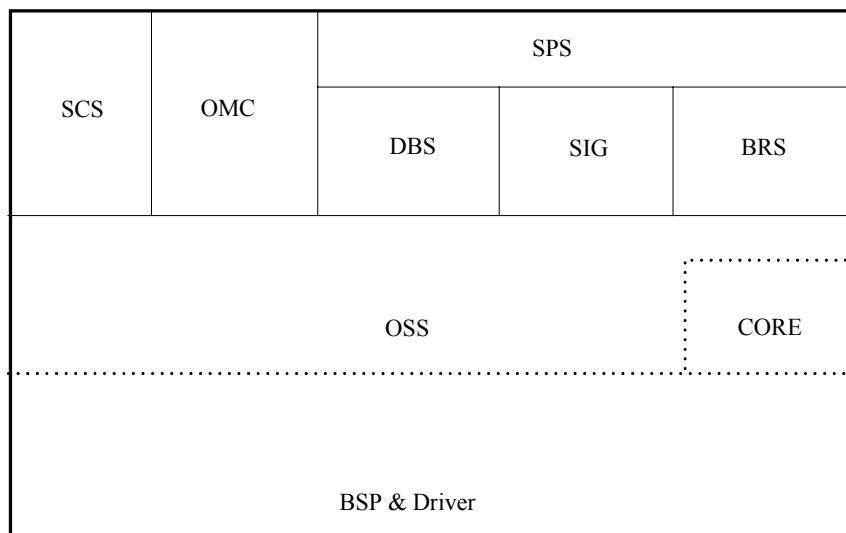 SPS
SCS
OMC
DBS
SIG
BRS
OSS
CORE
BSP & Driver